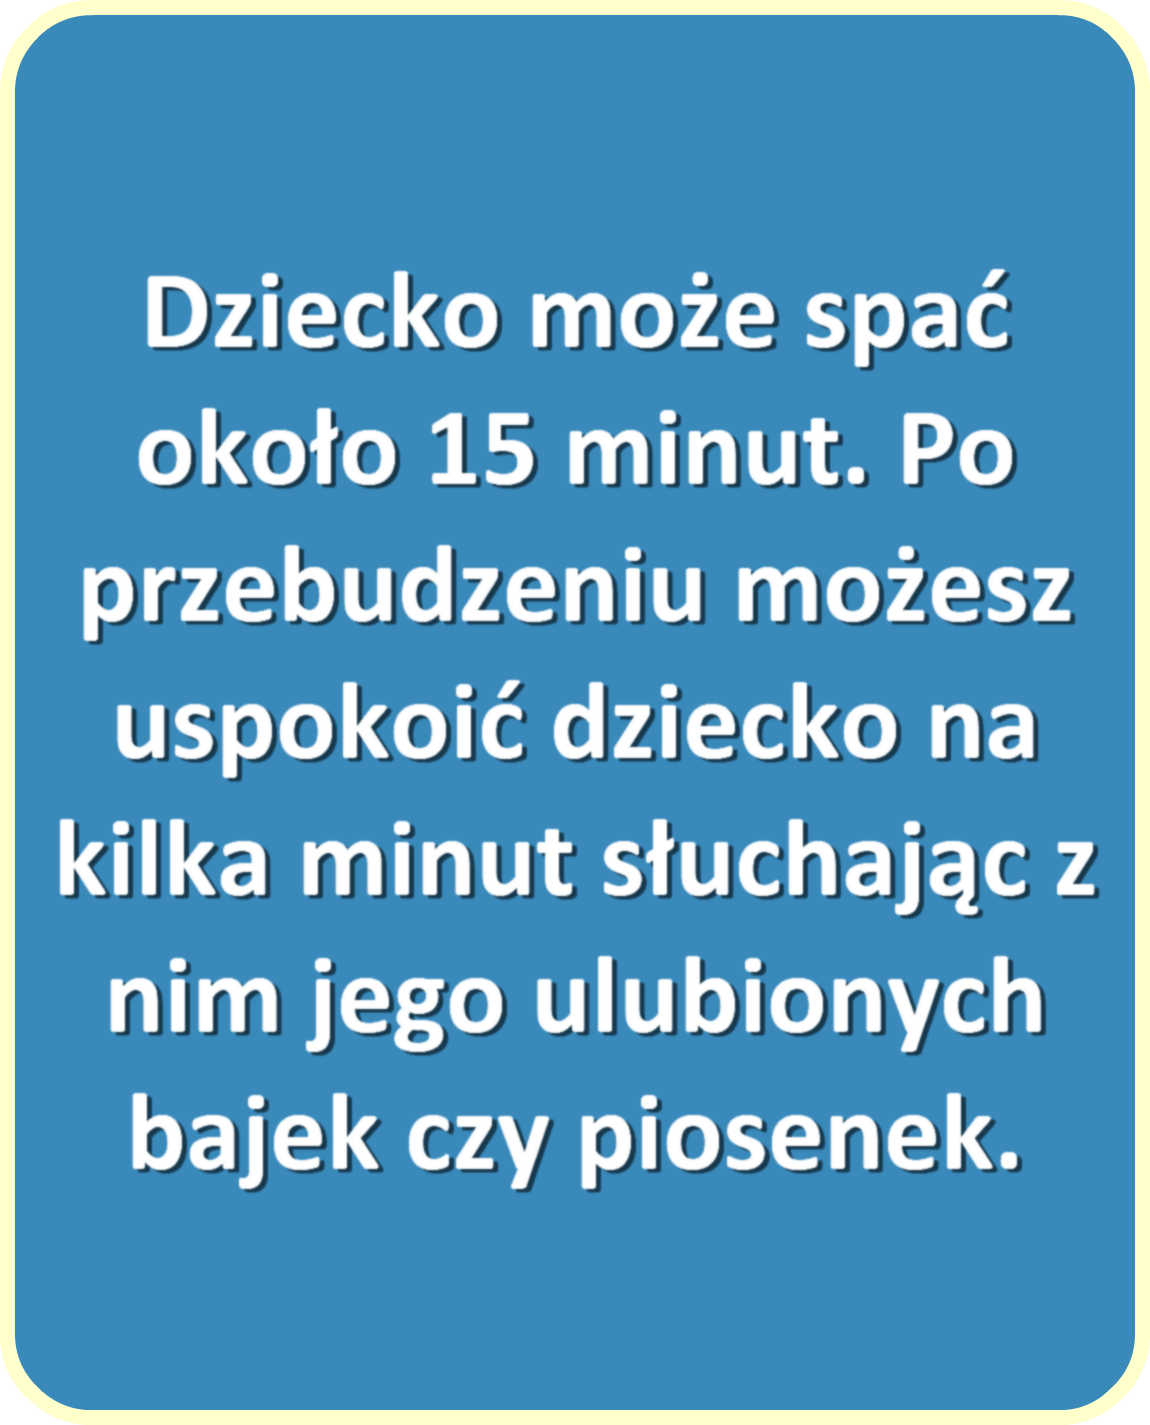 Dziecko może spać
około 15 minut. Po
przebudzeniu możesz
uspokoić dziecko na
kilka minut słuchając z
nim jego ulubionych
bajek czy piosenek.